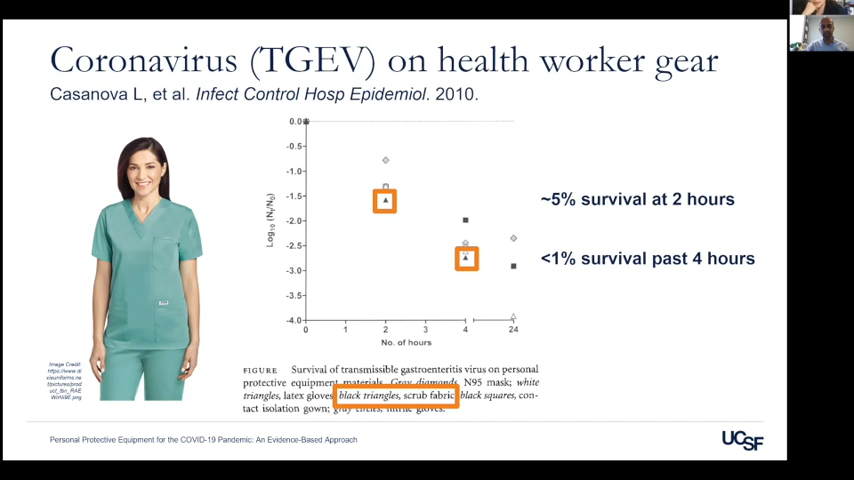 Coronavirus (TGEV) on health worker gear
Casanova L, et al. Infect Control Hosp Epidemiol. 2010.
0.0
-0.5
-1.0
-1.5
-2.0
-2.5
-3.0
-3.5
-4.0
Log10 (Nt/N0)
0 1 2 3 4 24
No. of hours
~5% survival at 2 hours
<1% survival past 4 hours
Image Credit:
https://www.di
FIGURE Survival of transmissible gastroenteritis virus on personal
protective equipment materials. Gray diamonds, N95 mask; white
triangles, latex gloves; black triangles, scrub fabric; black squares, con-
tact isolation gown; gray circles, nitrile gloves.
Personal Protective Equipment for the COVID-19 Pandemic: An Evidence-Based Approach
UCSF